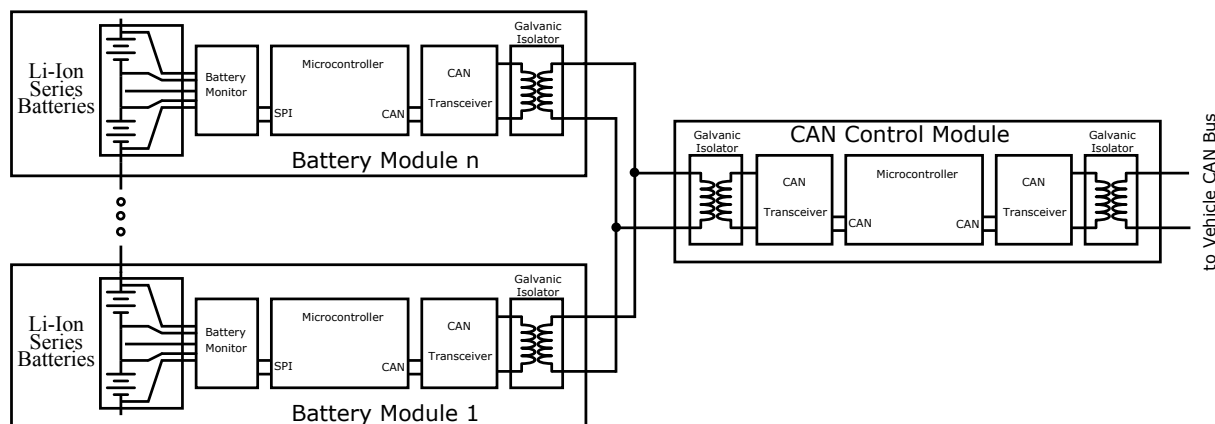 Galvanic
Isolator
Li-Ion
Series
Batteries
Battery
Monitor
Microcontroller
SPI
CAN
CAN
Transceiver
Battery Module n
CAN Control Module
Galvanic
Isolator
CAN
Transceiver
CAN
Microcontroller
CAN
CAN
Transceiver
Galvanic
Isolator
to Vehicle CAN Bus
Galvanic
Isolator
Li-Ion
Series
Batteries
Battery
Monitor
Microcontroller
SPI
CAN
CAN
Transceiver
Battery Module 1